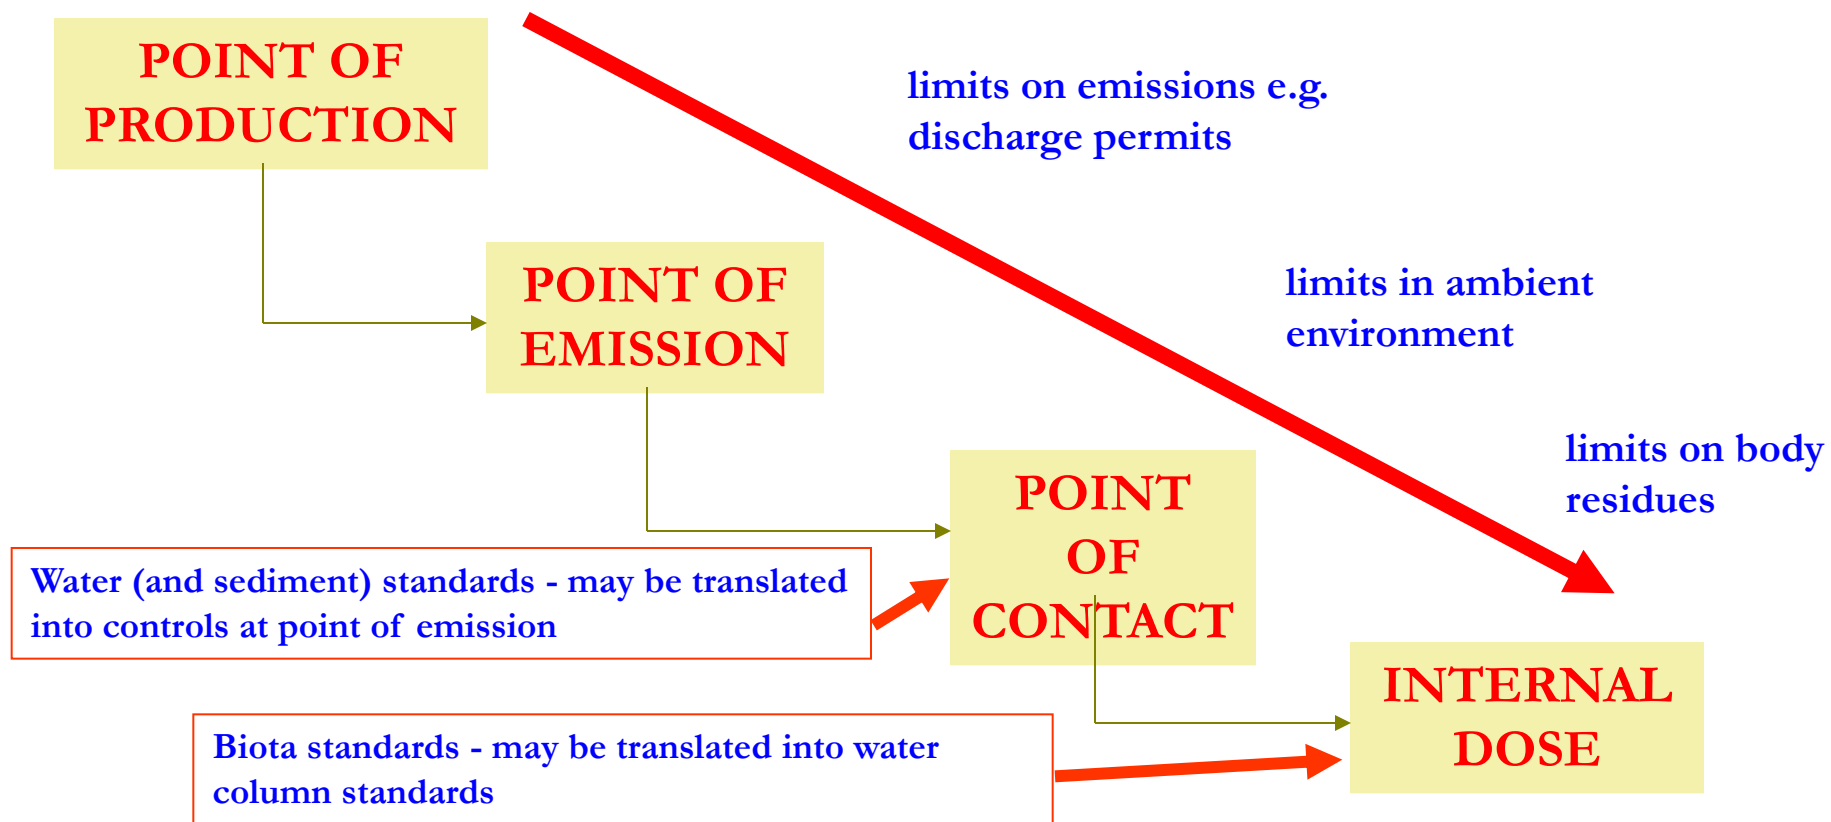 POINT OF
PRODUCTION
limits on emissions e.g.
discharge permits
POINT OF
EMISSION
limits in ambient
environment
limits on body
residues
POINT
OF
CONTACT
Water (and sediment) standards - may be translated
into controls at point of emission
INTERNAL
DOSE
Biota standards - may be translated into water
column standards